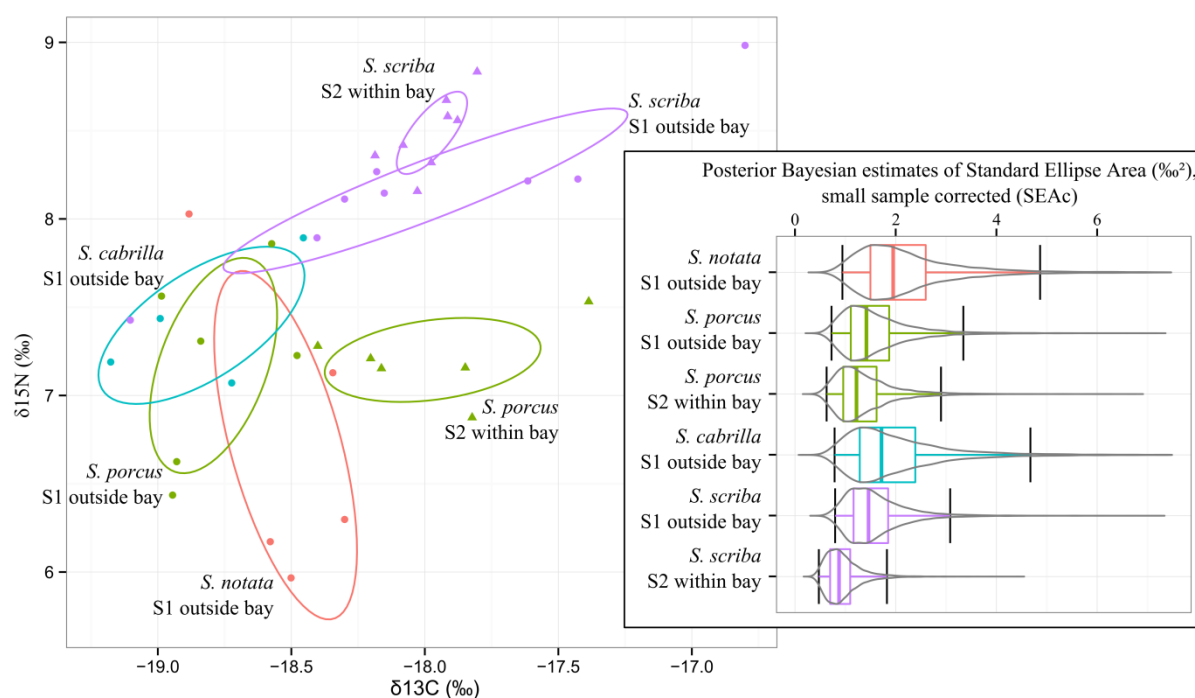 9
8
7
6
δ15N (‰)
−19.0
−18.5
−18.0
−17.5
−17.0
δ13C (‰)
S. scriba
S2 within bay
S. scriba
S1 outside bay
S. cabrilla
S1 outside bay
S. porcus
S2 within bay
S. porcus
S1 outside bay
S. notata
S1 outside bay
Posterior Bayesian estimates of Standard Ellipse Area (‰²),
small sample corrected (SEAc)
0 2 4 6
S. notata
S1 outside bay
S. porcus
S1 outside bay
S. porcus
S2 within bay
S. cabrilla
S1 outside bay
S. scriba
S1 outside bay
S. scriba
S2 within bay